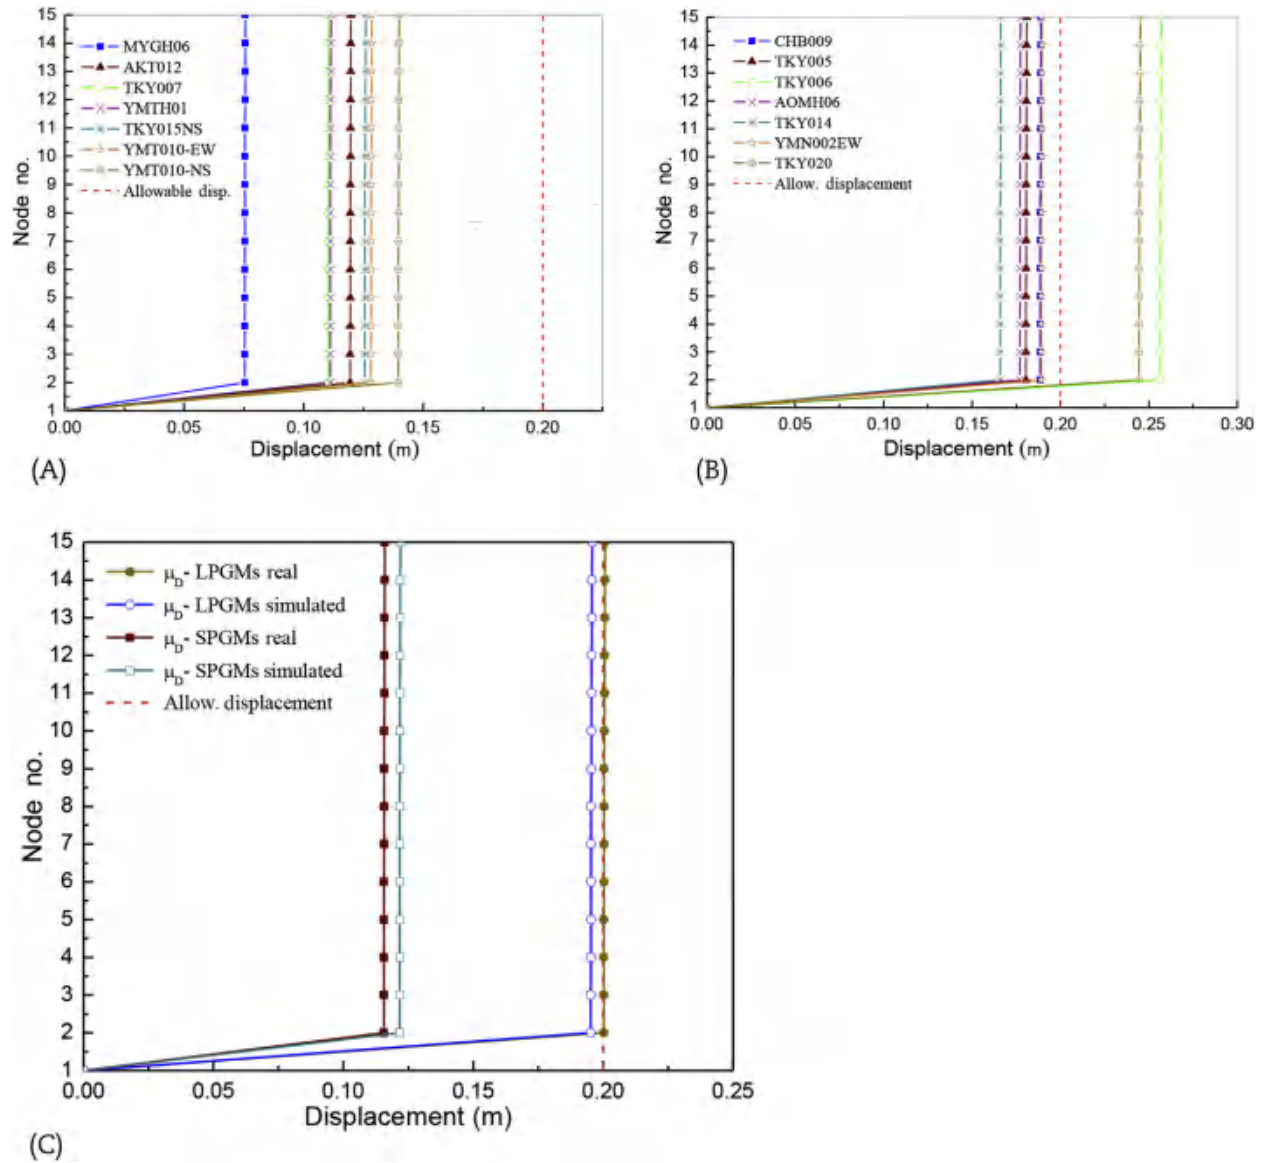 15
14
13
12
11
10
9
8
7
6
5
4
3
2
1
Node no.
MYGH06
AKT012
TKY007
YMTH01
TKY015NS
YMT010-EW
YMT010-NS
Allowable disp.
0.00 0.05 0.10 0.15 0.20
Displacement (m)
(A)
15
14
13
12
11
10
9
8
7
6
5
4
3
2
1
Node no.
CHB009
TKY005
TKY006
AOMH06
TKY014
YMN002EW
TKY020
Allow. displacement
0.00 0.05 0.10 0.15 0.20 0.25 0.30
Displacement (m)
(B)
15
14
13
12
11
10
9
8
7
6
5
4
3
2
1
Node no.
μD- LPGMs real
μD- LPGMs simulated
μD- SPGMs real
μD- SPGMs simulated
Allow. displacement
0.00 0.05 0.10 0.15 0.20 0.25
Displacement (m)
(C)